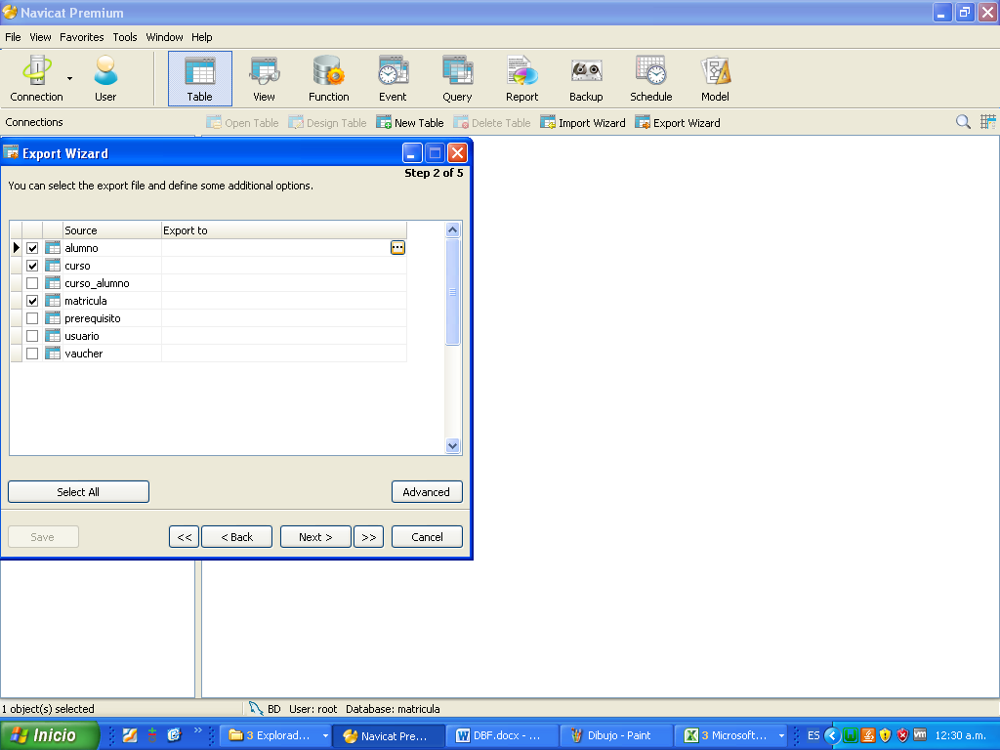 Navicat Premium
File View Favorites Tools Window Help
Connection User Table View Function Event Query Report Backup Schedule Model
Connections Open Table Design Table New Table Delete Table Import Wizard Export Wizard
Export Wizard
Step 2 of 5
You can select the export file and define some additional options.
Source Export to
alumno
curso
curso_alumno
matricula
prerequisito
usuario
vaucher
Select All Advanced
Save << < Back Next > >> Cancel
1 object(s) selected BD User: root Database: matricula
Inicio 3 Explorad... Navicat Pre... DBF.docx - ... Dibujo - Paint 3 Microsoft... ES 12:30 a.m.